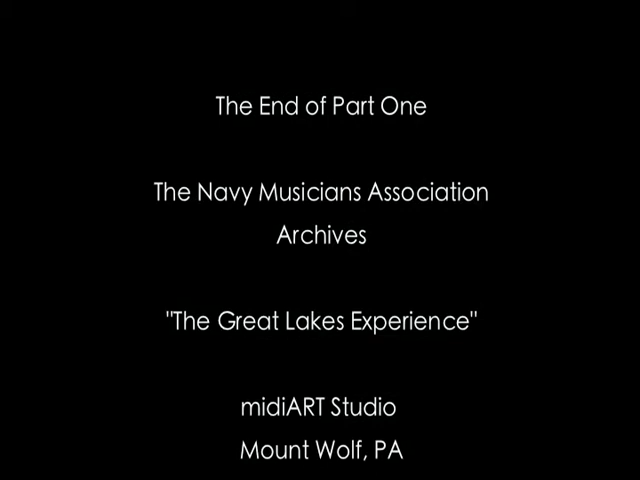 The End of Part One
The Navy Musicians Association
Archives
"The Great Lakes Experience"
midiART Studio
Mount Wolf, PA